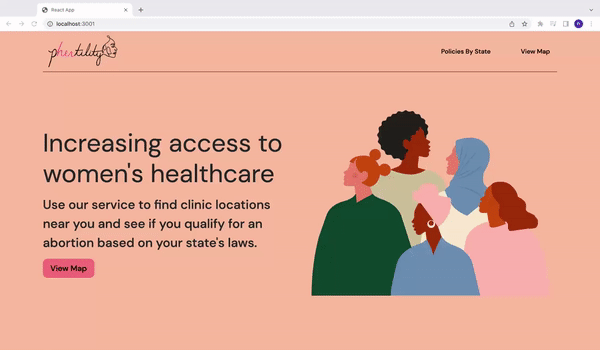 React App
localhost:3001
phertility
Policies By State
View Map
Increasing access to
women's healthcare
Use our service to find clinic locations
near you and see if you qualify for an
abortion based on your state's laws.
View Map